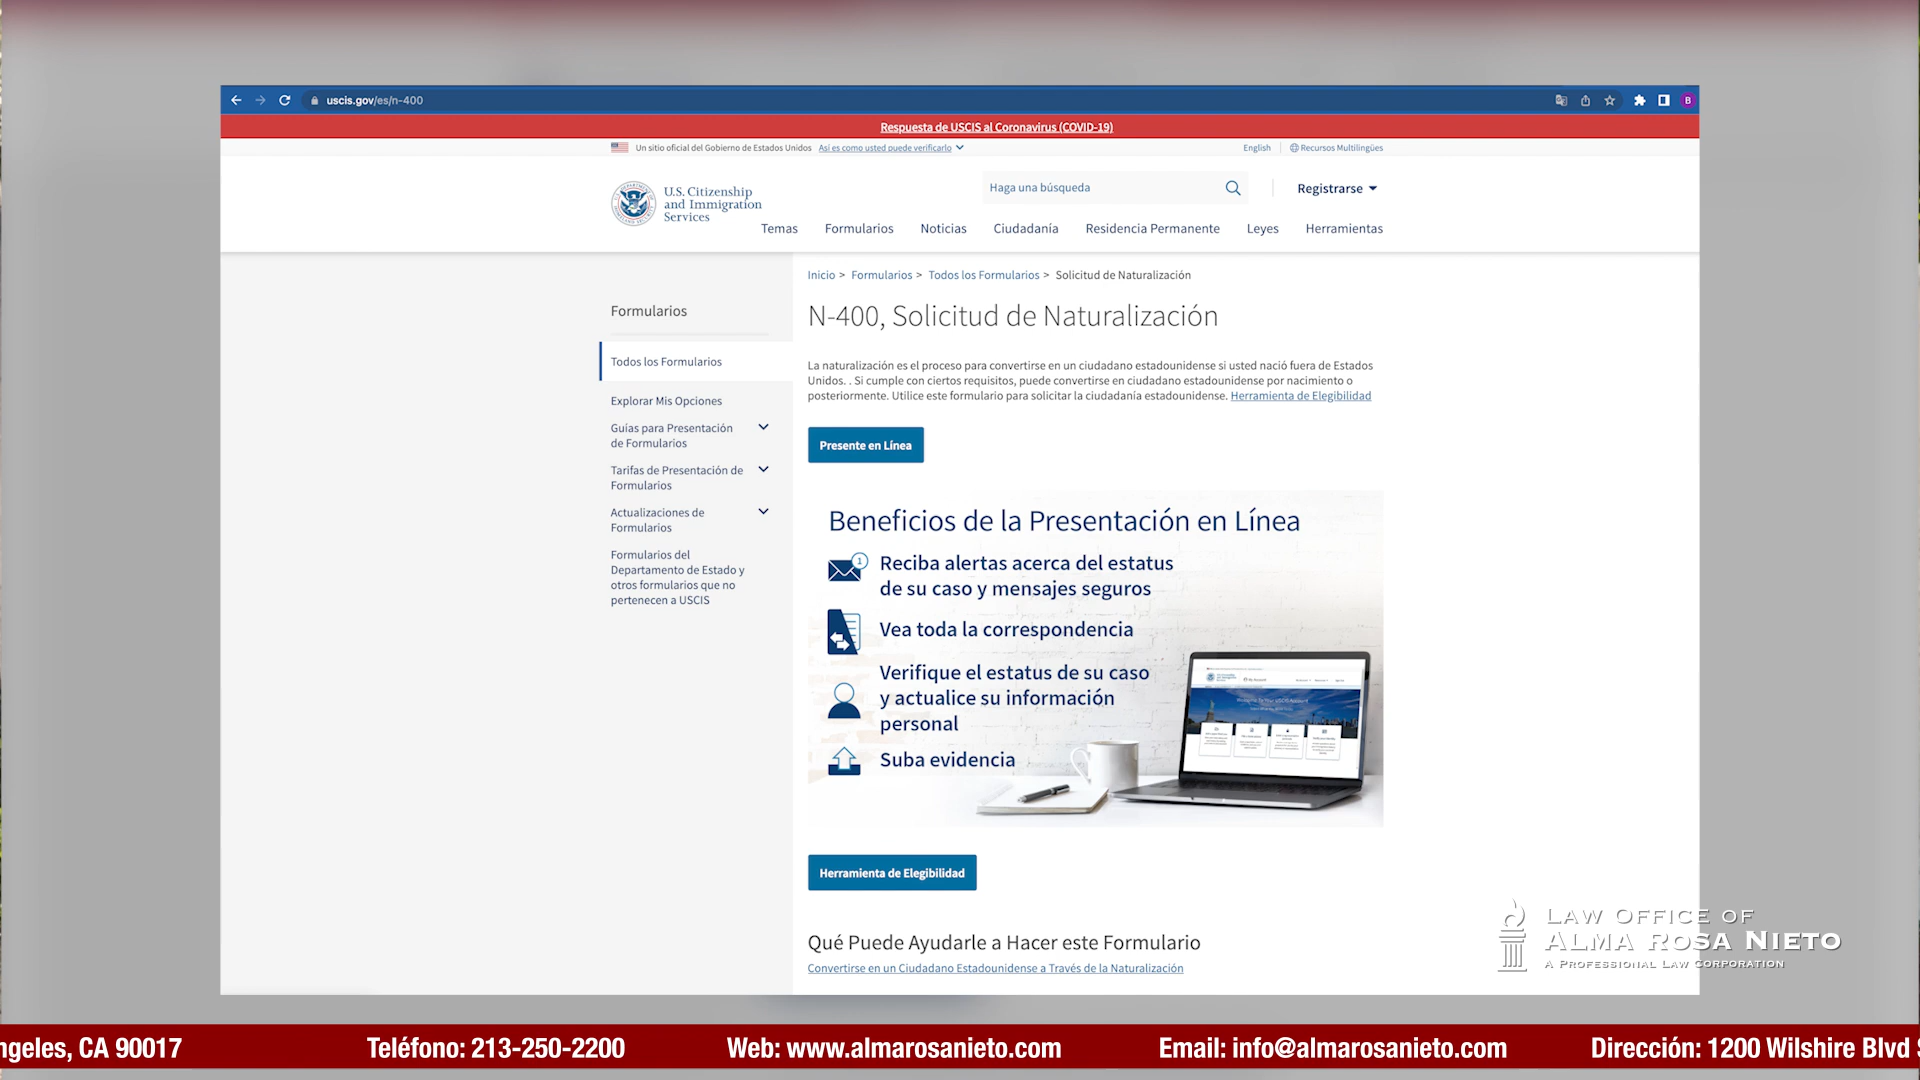 uscis.gov/es/n-400
B
Respuesta de USCIS al Coronavirus (COVID-19)
Un sitio oficial del Gobierno de Estados Unidos Así es como usted puede verificarlo
English
Recursos Multilingües
U.S. Citizenship
and Immigration
Services
Haga una búsqueda
Registrarse
Temas Formularios Noticias Ciudadanía Residencia Permanente Leyes Herramientas
Inicio > Formularios > Todos los Formularios > Solicitud de Naturalización
Formularios
Todos los Formularios
Explorar Mis Opciones
Guías para Presentación
de Formularios
Tarifas de Presentación de
Formularios
Actualizaciones de
Formularios
Formularios del
Departamento de Estado y
otros formularios que no
pertenecen a USCIS
N-400, Solicitud de Naturalización
La naturalización es el proceso para convertirse en un ciudadano estadounidense si usted nació fuera de Estados
Unidos. . Si cumple con ciertos requisitos, puede convertirse en ciudadano estadounidense por nacimiento o
posteriormente. Utilice este formulario para solicitar la ciudadanía estadounidense. Herramienta de Elegibilidad
Presente en Línea
Beneficios de la Presentación en Línea
1
Reciba alertas acerca del estatus
de su caso y mensajes seguros
Vea toda la correspondencia
Verifique el estatus de su caso
y actualice su información
personal
Suba evidencia
Herramienta de Elegibilidad
Qué Puede Ayudarle a Hacer este Formulario
Convertirse en un Ciudadano Estadounidense a Través de la Naturalización
LAW OFFICE OF
ALMA ROSA NIETO
A PROFESSIONAL LAW CORPORATION
ngeles, CA 90017 Teléfono: 213-250-2200 Web: www.almarosanieto.com Email: info@almarosanieto.com Dirección: 1200 Wilshire Blvd